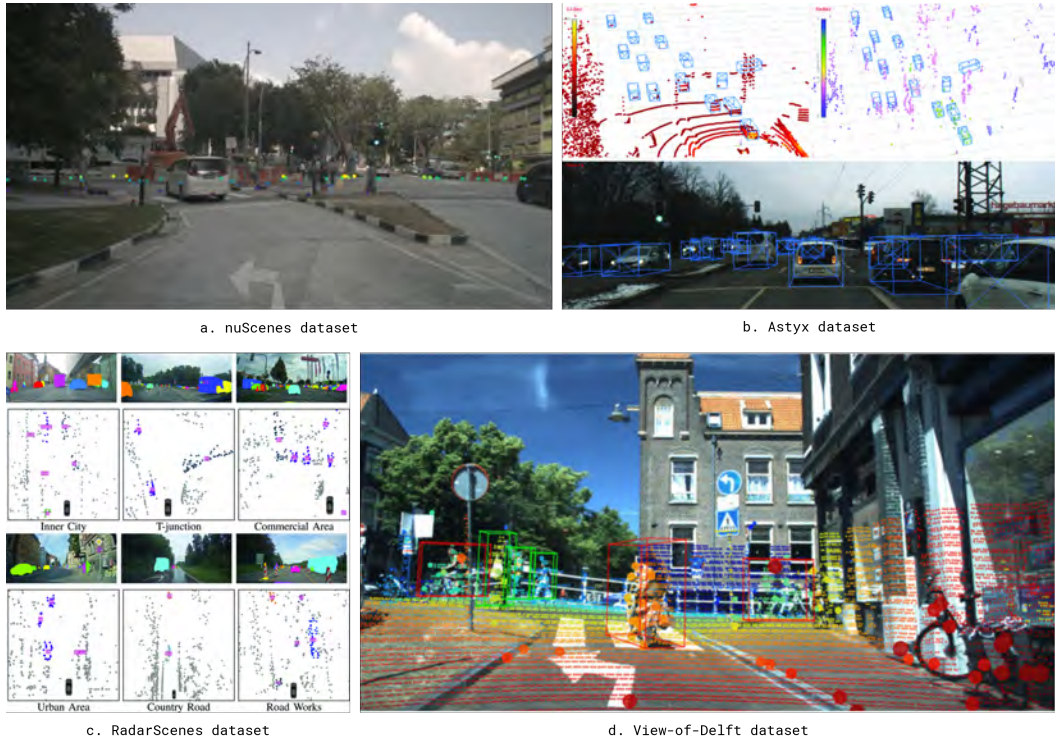 hagebaumarkt
a. nuScenes dataset
b. Astyx dataset
Inner City
T-junction
Commercial Area
Urban Area
Country Road
Road Works
c. RadarScenes dataset
d. View-of-Delft dataset